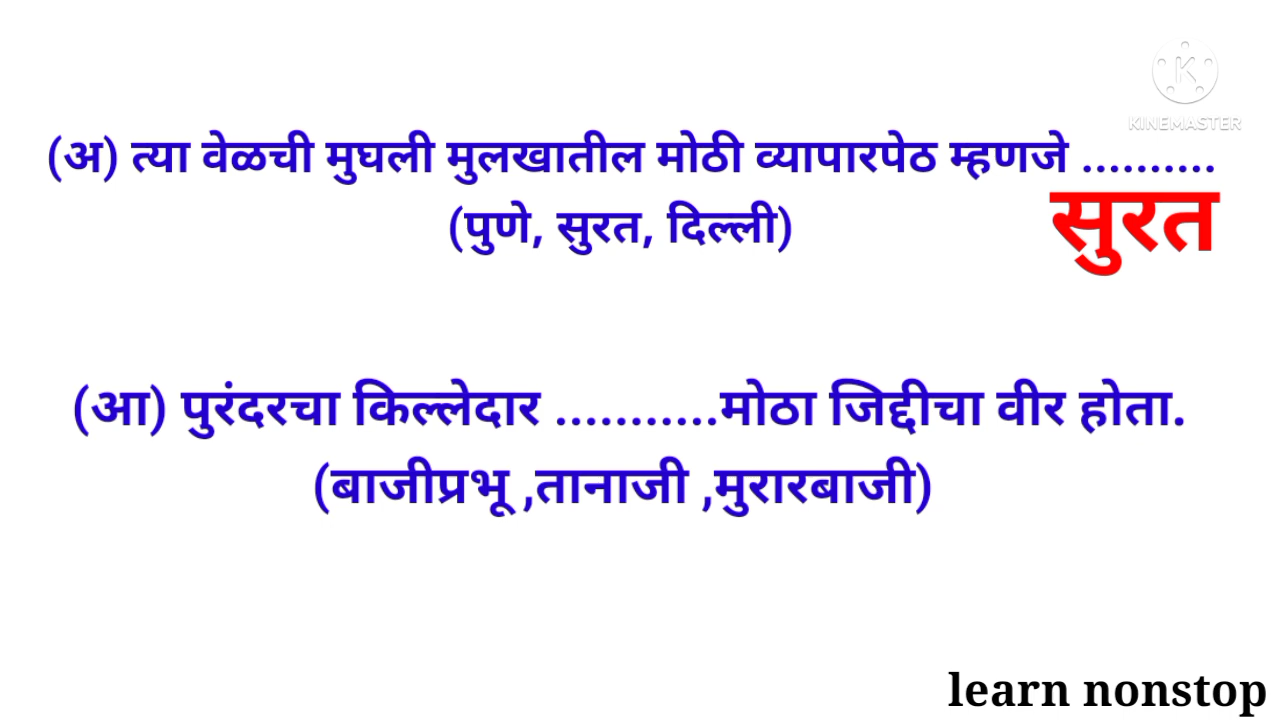 KINEMASTER
(अ) त्या वेळची मुघली मुलखातील मोठी व्यापारपेठ म्हणजे ..........
(पुणे, सुरत, दिल्ली)
सुरत
(आ) पुरंदरचा किल्लेदार ...........मोठा जिद्दीचा वीर होता.
(बाजीप्रभू ,तानाजी ,मुरारबाजी)
learn nonstop